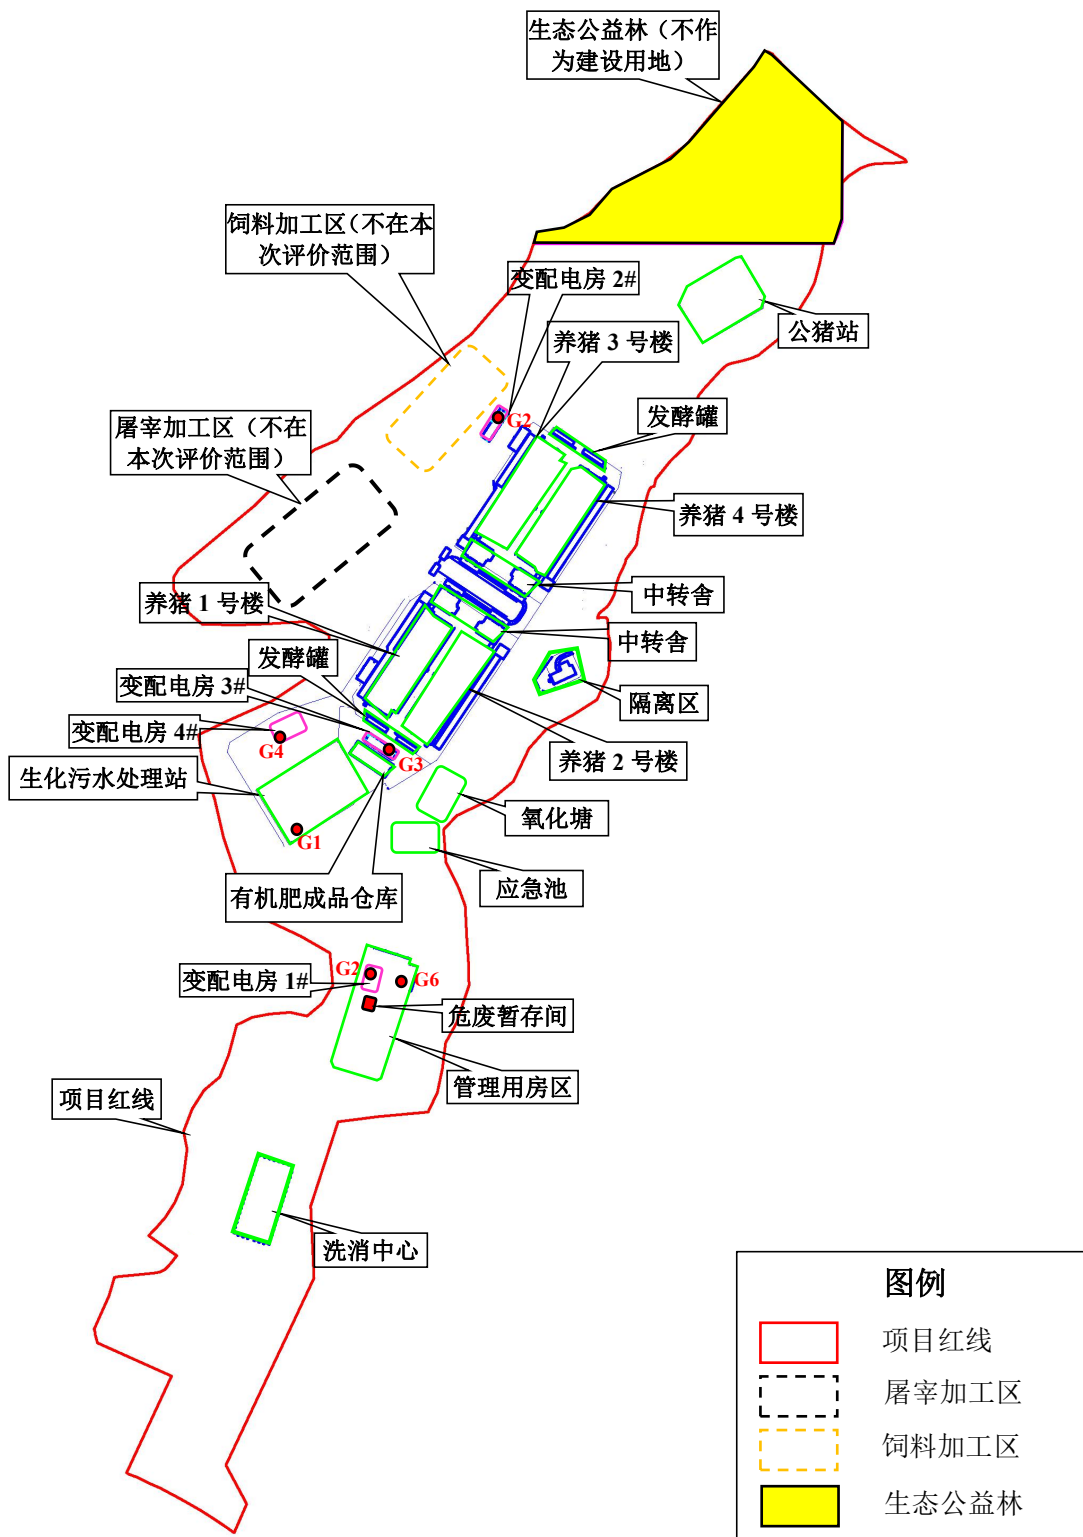 生态公益林（不作
为建设用地）
饲料加工区（不在本
次评价范围）
变配电房 2#
公猪站
养猪 3 号楼
G2
发酵罐
屠宰加工区（不在
本次评价范围）
养猪 4 号楼
中转舍
养猪 1 号楼
中转舍
发酵罐
变配电房 3#
隔离区
变配电房 4#
G4
G3
养猪 2 号楼
生化污水处理站
氧化塘
G1
有机肥成品仓库
应急池
变配电房 1#
G2
G6
危废暂存间
管理用房区
项目红线
洗消中心
图例
项目红线
屠宰加工区
饲料加工区
生态公益林